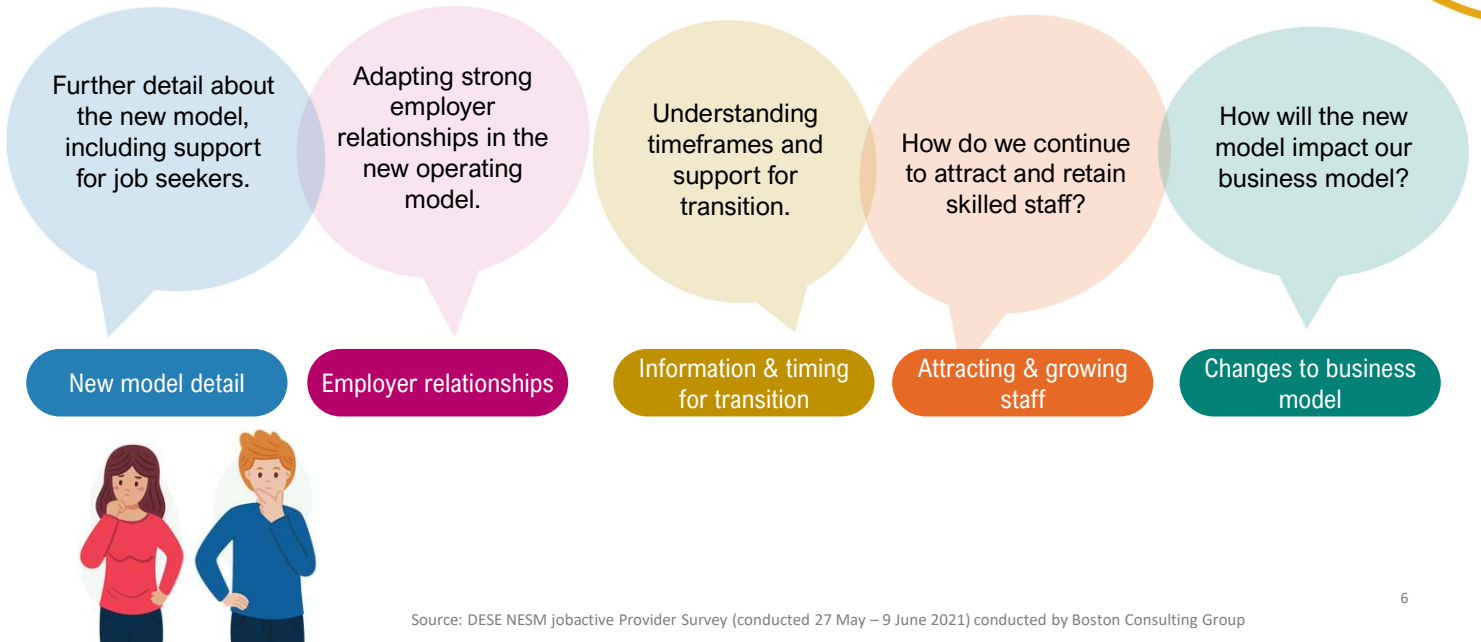 Further detail about
the new model,
including support
for job seekers.
Adapting strong
employer
relationships in the
new operating
model.
Understanding
timeframes and
support for
transition.
How do we continue
to attract and retain
skilled staff?
How will the new
model impact our
business model?
New model detail
Employer relationships
Information & timing
for transition
Attracting & growing
staff
Changes to business
model
6
Source: DESE NESM jobactive Provider Survey (conducted 27 May – 9 June 2021) conducted by Boston Consulting Group